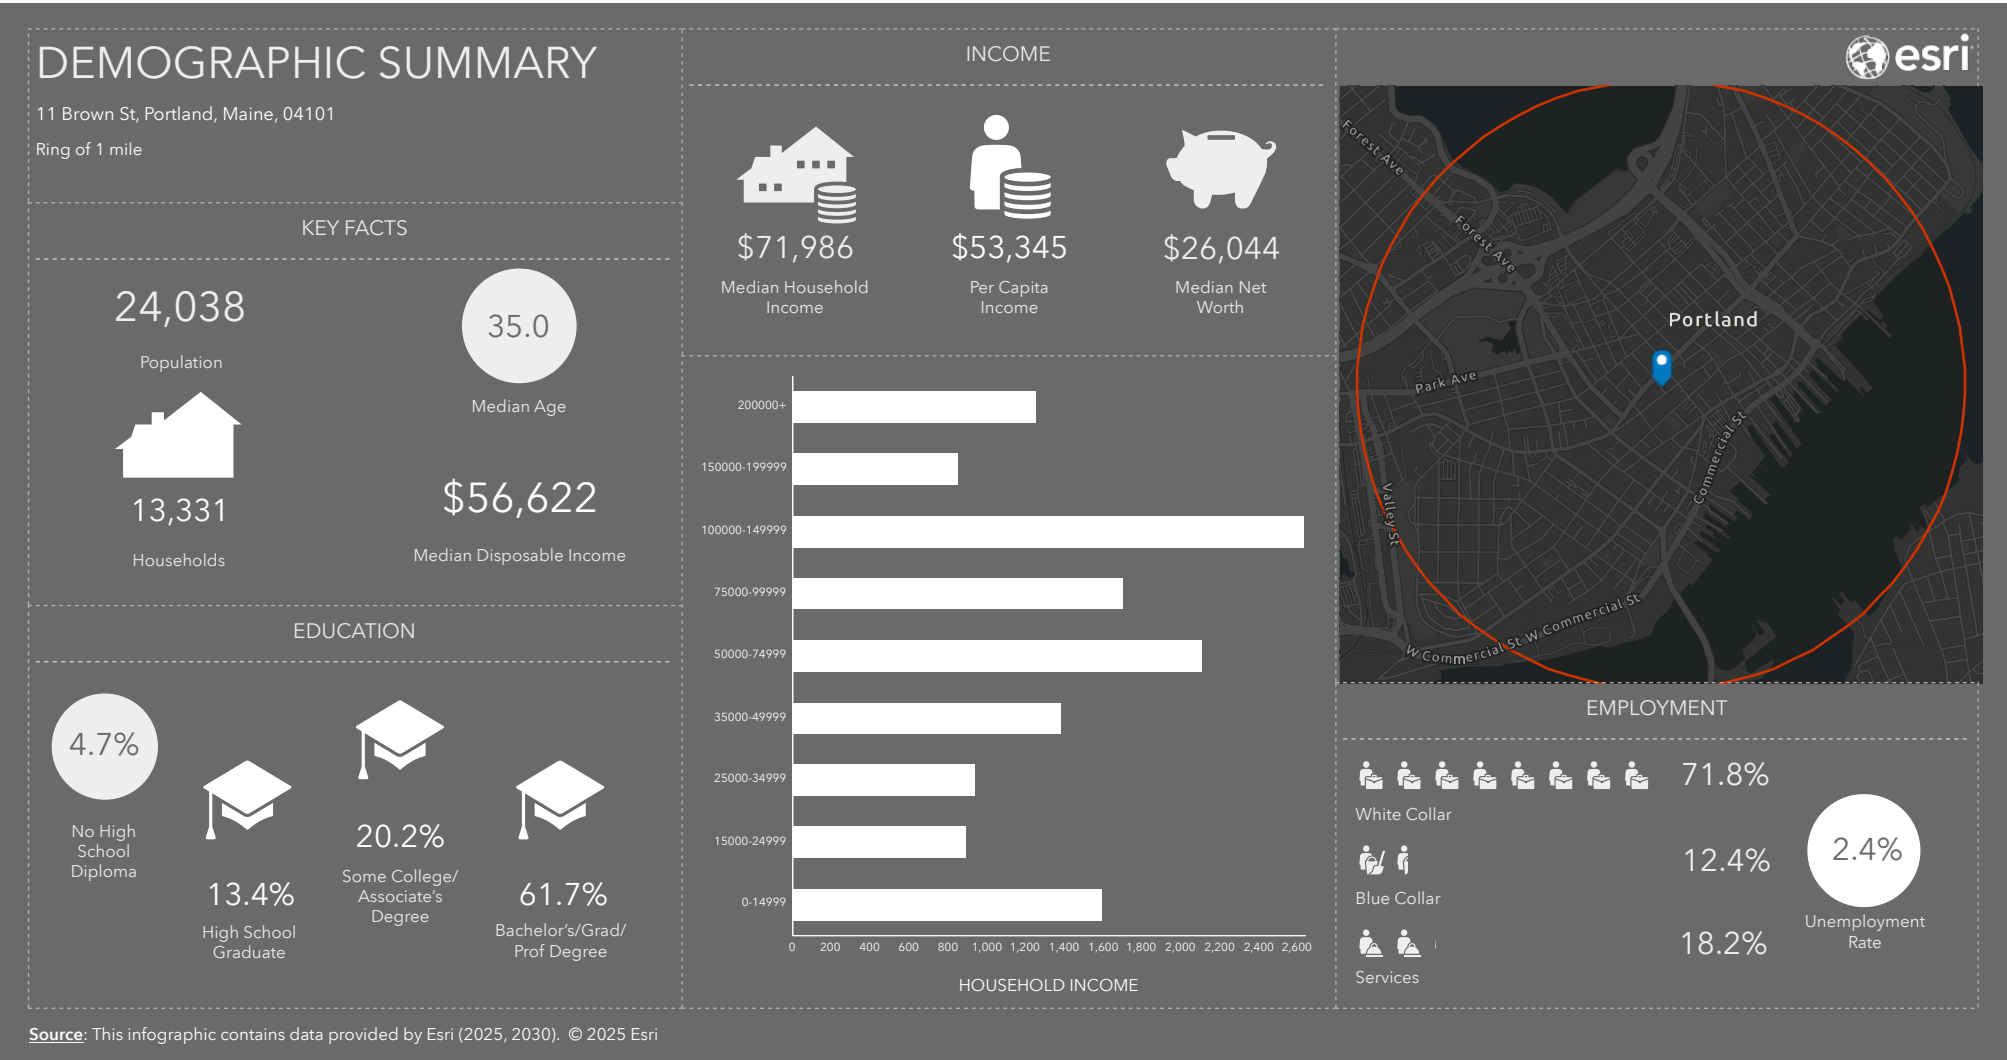 DEMOGRAPHIC SUMMARY
11 Brown St, Portland, Maine, 04101
Ring of 1 mile
KEY FACTS
24,038
Population
35.0
Median Age
13,331
Households
$56,622
Median Disposable Income
EDUCATION
4.7%
No High
School
Diploma
13.4%
High School
Graduate
20.2%
Some College/
Associate's
Degree
61.7%
Bachelor's/Grad/
Prof Degree
INCOME
$71,986
Median Household
Income
$53,345
Per Capita
Income
$26,044
Median Net
Worth
200000+
150000-199999
100000-149999
75000-99999
50000-74999
35000-49999
25000-34999
15000-24999
0-14999
0 200 400 600 800 1,000 1,200 1,400 1,600 1,800 2,000 2,200 2,400 2,600
HOUSEHOLD INCOME
esri
Forest Ave
Forest Ave
Portland
Park Ave
Commercial St
Valley St
W Commercial St
W Commercial St
EMPLOYMENT
71.8%
White Collar
12.4%
Blue Collar
18.2%
Services
2.4%
Unemployment
Rate
Source: This infographic contains data provided by Esri (2025, 2030). © 2025 Esri